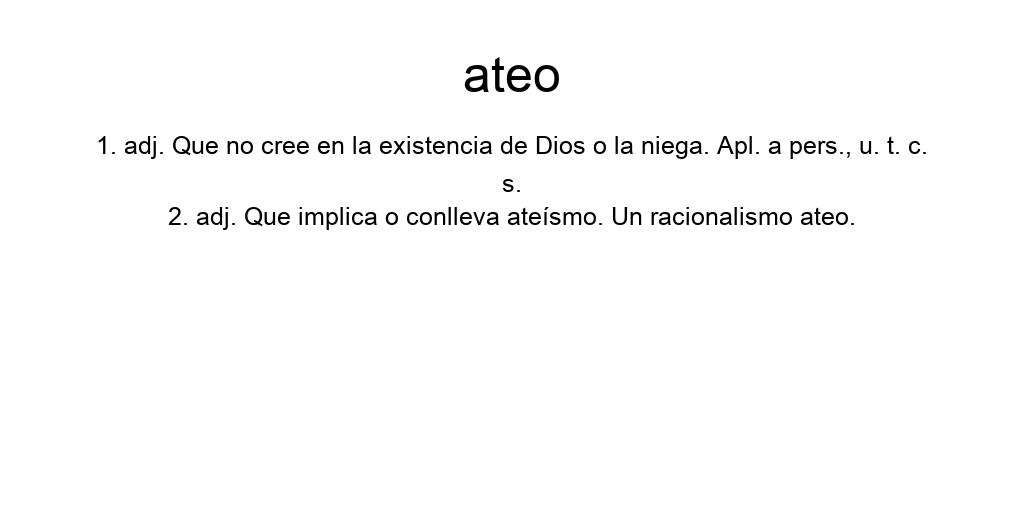 ateo
1. adj. Que no cree en la existencia de Dios o la niega. Apl. a pers., u. t. c.
s.
2. adj. Que implica o conlleva ateísmo. Un racionalismo ateo.